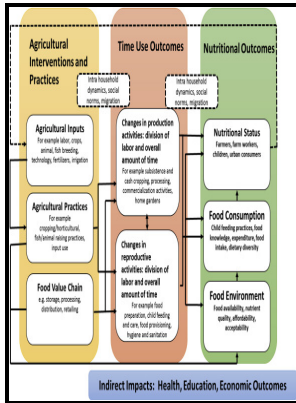 Agricultural
Interventions and
Practices
Time Use Outcomes
Nutritional Outcomes
Intra household
dynamics, social
norms, migration
Intra household
dynamics, social
norms, migration
Agricultural Inputs
For example labor, crops,
animal, fish breeding,
technology, fertilizers, irrigation
Agricultural Practices
For example
cropping/horticultural,
fish/animal raising practices,
input use
Food Value Chain
e.g. storage, processing,
distribution, retailing
Changes in production
activities: division of
labor and overall
amount of time
For example subsistence and
cash cropping, processing,
commercialization activities,
home gardens
Changes in
reproductive
activities: division of
labor and overall
amount of time
For example food
preparation, child feeding
and care, food provisioning,
hygiene and sanitation
Nutritional Status
Farmers, farm workers,
children, urban consumers
Food Consumption
Child feeding practices, food
knowledge, expenditure, food
intake, dietary diversity
Food Environment
Food availability, nutrient
quality, affordability,
acceptability
Indirect Impacts: Health, Education, Economic Outcomes